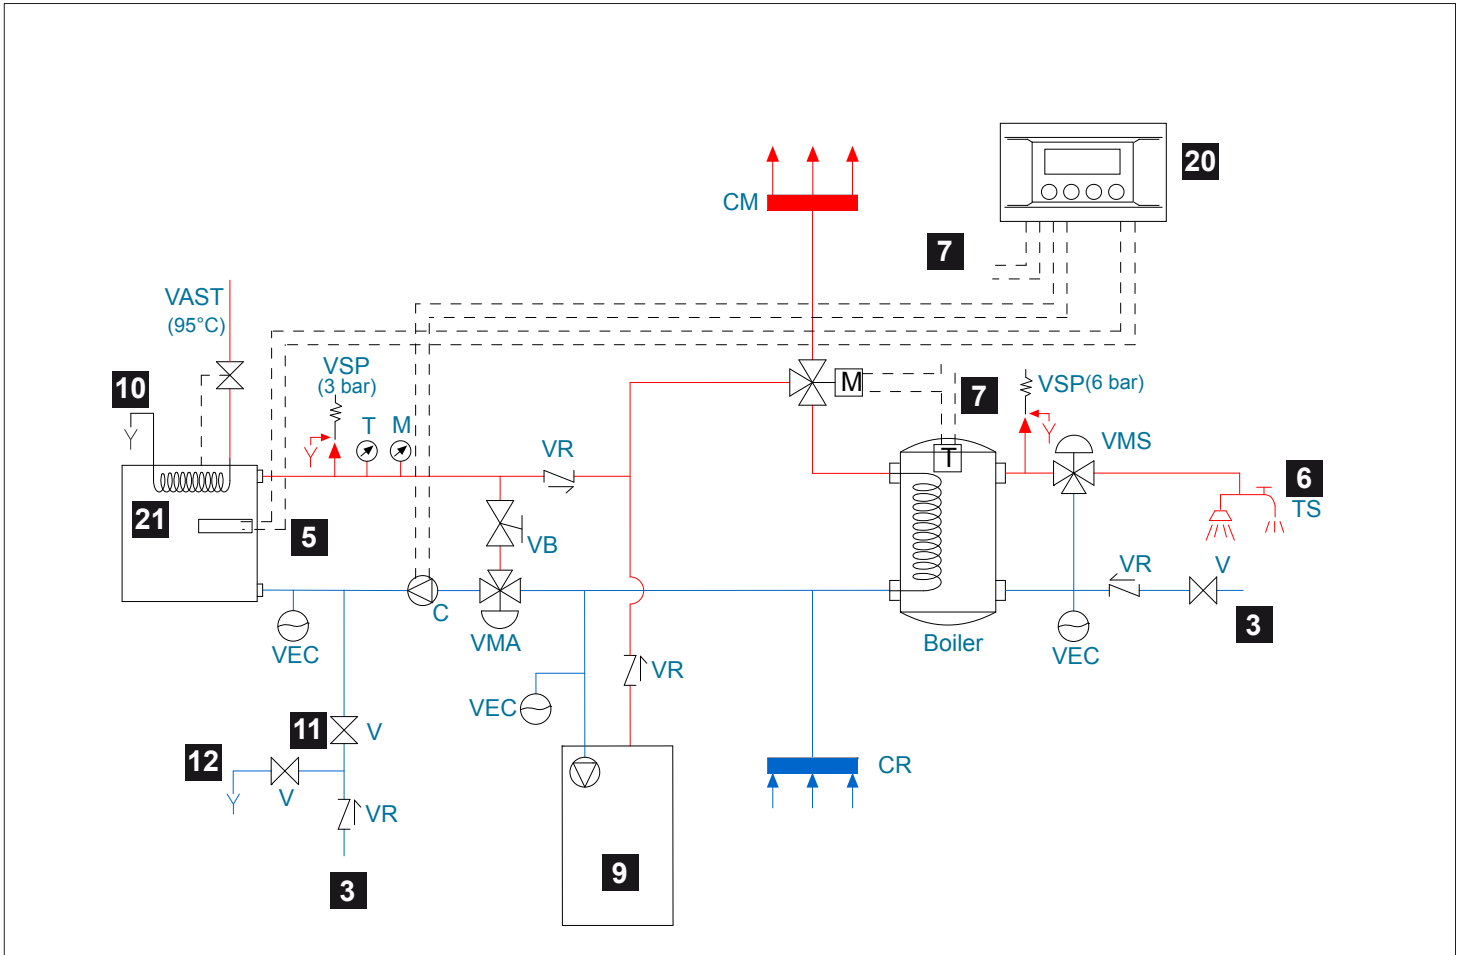 20
CM
7
VAST
(95°C)
VSP
(3 bar)
10
T
M
M
7
VSP(6 bar)
VMS
VR
T
6
TS
21
5
VB
VR
V
C
3
VMA
Boiler
VEC
VEC
VR
VEC
11
V
12
CR
V
VR
9
3